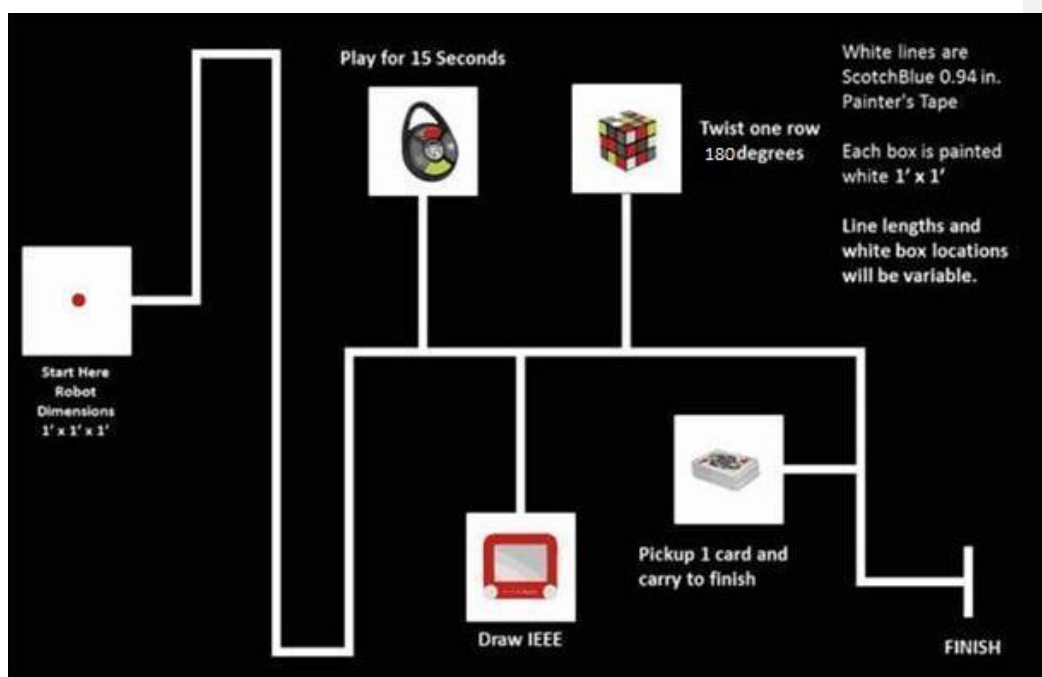 Play for 15 Seconds
Twist one row
180degrees
White lines are
ScotchBlue 0.94 in.
Painter's Tape
Each box is painted
white 1' x 1'
Line lengths and
white box locations
will be variable.
Start Here
Robot
Dimensions
1' x 1' x 1'
Draw IEEE
Pickup 1 card and
carry to finish
FINISH